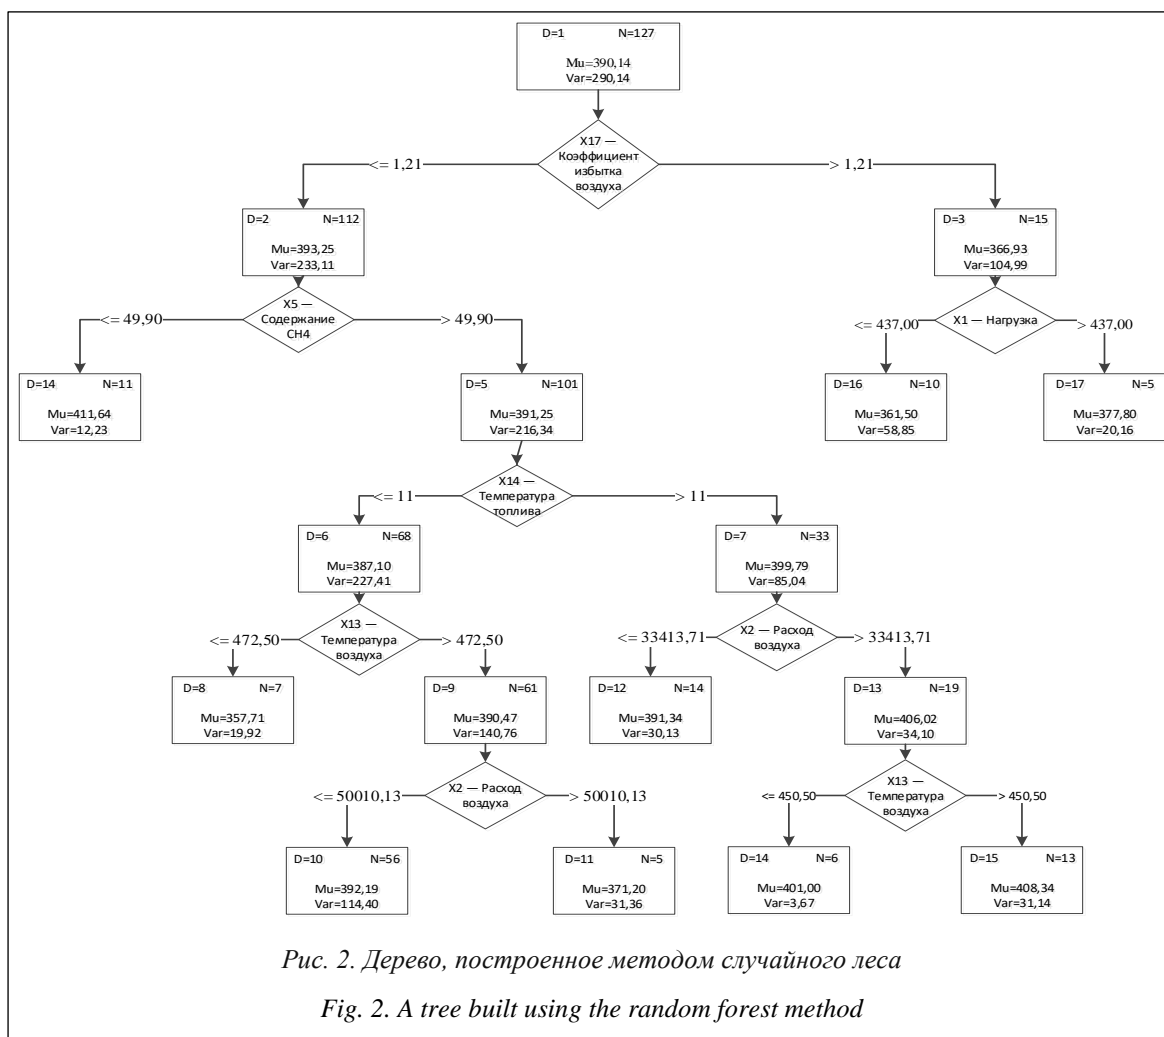 D=1 N=127
Mu=390,14
Var=290,14
X17 —
Коэффициент
избытка
воздуха
<= 1,21
> 1,21
D=2 N=112
Mu=393,25
Var=233,11
D=3 N=15
Mu=366,93
Var=104,99
X5 —
Содержание
CH4
<= 49,90
> 49,90
X1 — Нагрузка
<= 437,00
> 437,00
D=14 N=11
Mu=411,64
Var=12,23
D=5 N=101
Mu=391,25
Var=216,34
D=16 N=10
Mu=361,50
Var=58,85
D=17 N=5
Mu=377,80
Var=20,16
X14 —
Температура
топлива
<= 11
> 11
D=6 N=68
Mu=387,10
Var=227,41
D=7 N=33
Mu=399,79
Var=85,04
X13 —
Температура
воздуха
<= 472,50
> 472,50
X2 — Расход
воздуха
<= 33413,71
> 33413,71
D=8 N=7
Mu=357,71
Var=19,92
D=9 N=61
Mu=390,47
Var=140,76
D=12 N=14
Mu=391,34
Var=30,13
D=13 N=19
Mu=406,02
Var=34,10
X2 — Расход
воздуха
<= 50010,13
> 50010,13
X13 —
Температура
воздуха
<= 450,50
> 450,50
D=10 N=56
Mu=392,19
Var=114,40
D=11 N=5
Mu=371,20
Var=31,36
D=14 N=6
Mu=401,00
Var=3,67
D=15 N=13
Mu=408,34
Var=31,14
Рис. 2. Дерево, построенное методом случайного леса
Fig. 2. A tree built using the random forest method